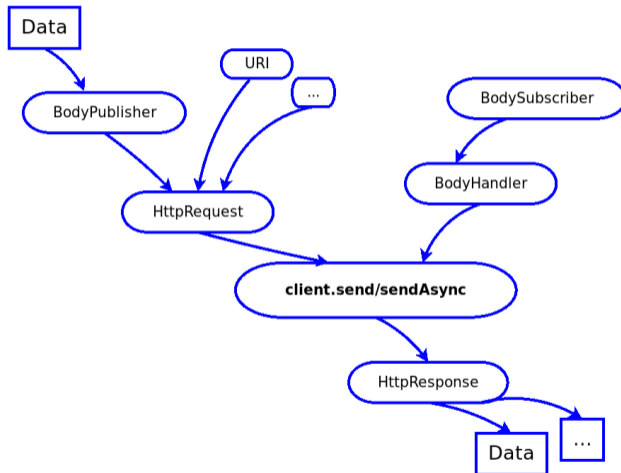 Data
URI
...
BodyPublisher
BodySubscriber
HttpRequest
BodyHandler
client.send/sendAsync
HttpResponse
Data
...